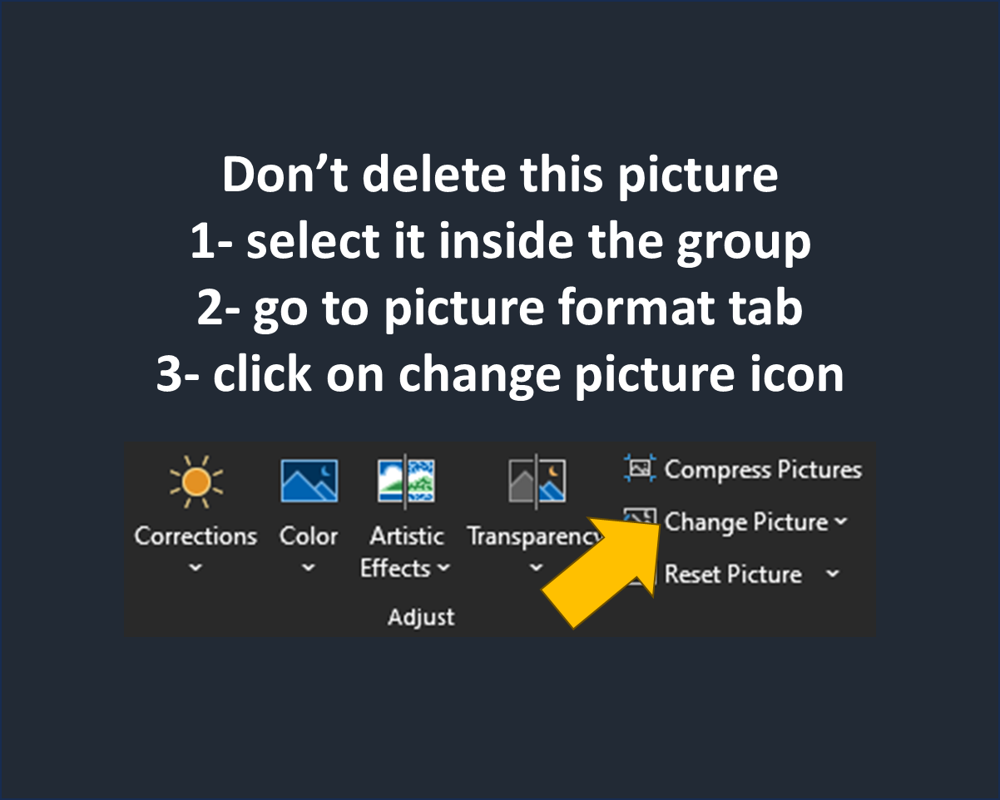 Don’t delete this picture
1- select it inside the group
2- go to picture format tab
3- click on change picture icon
Compress Pictures
Change Picture
Corrections Color Artistic Effects Transparency
Reset Picture
Adjust